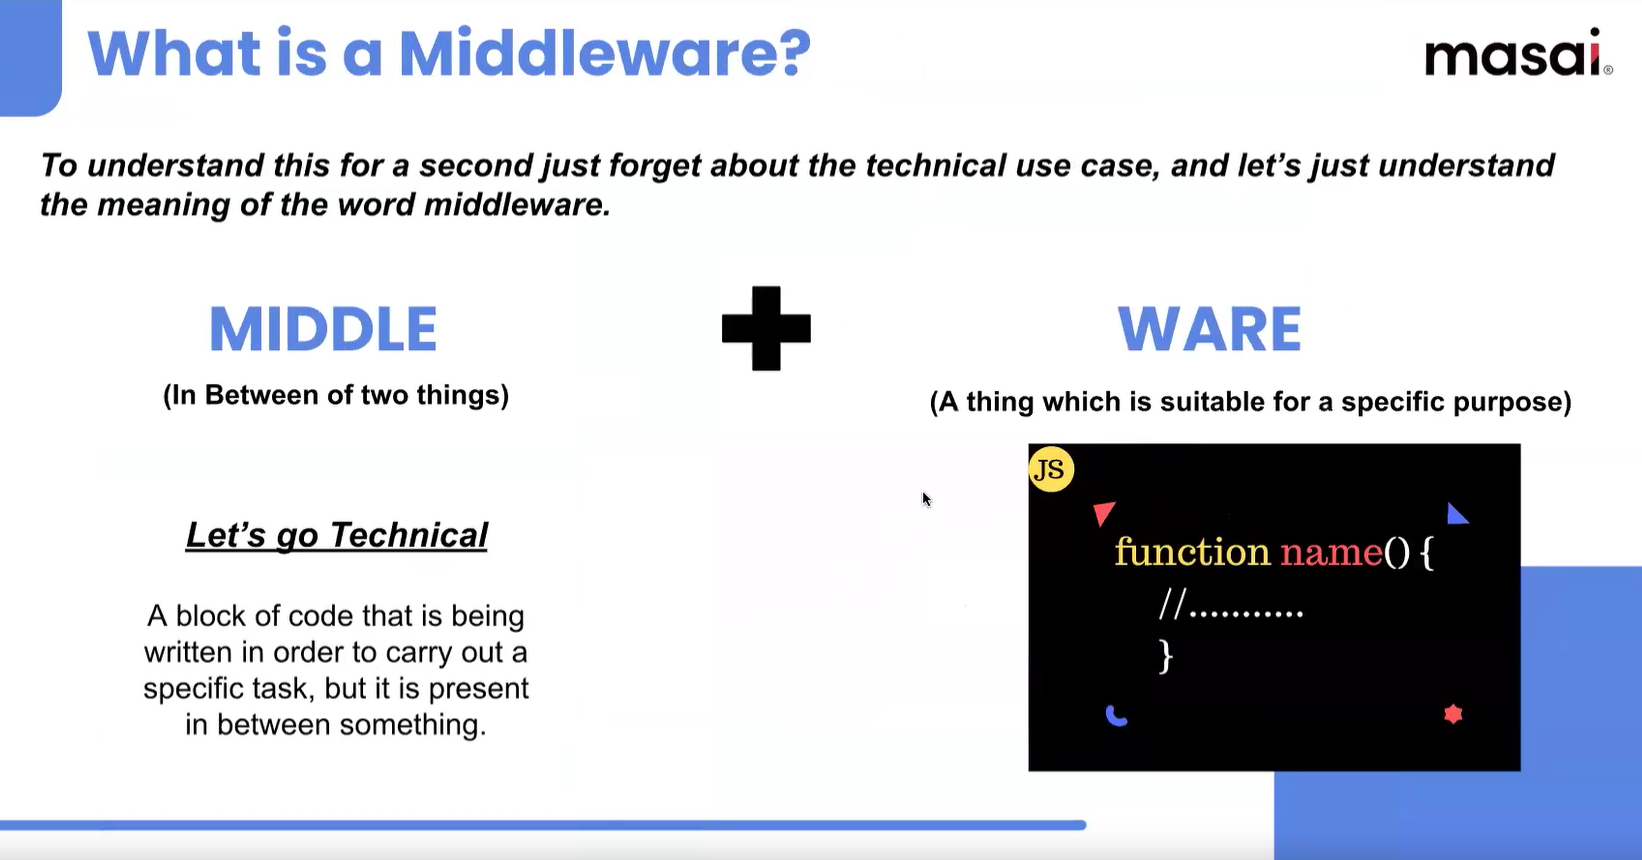 What is a Middleware?
masai®
To understand this for a second just forget about the technical use case, and let's just understand
the meaning of the word middleware.
MIDDLE
WARE
(In Between of two things)
(A thing which is suitable for a specific purpose)
Let's go Technical
A block of code that is being
written in order to carry out a
specific task, but it is present
in between something.
JS
function name() {
//...........
}